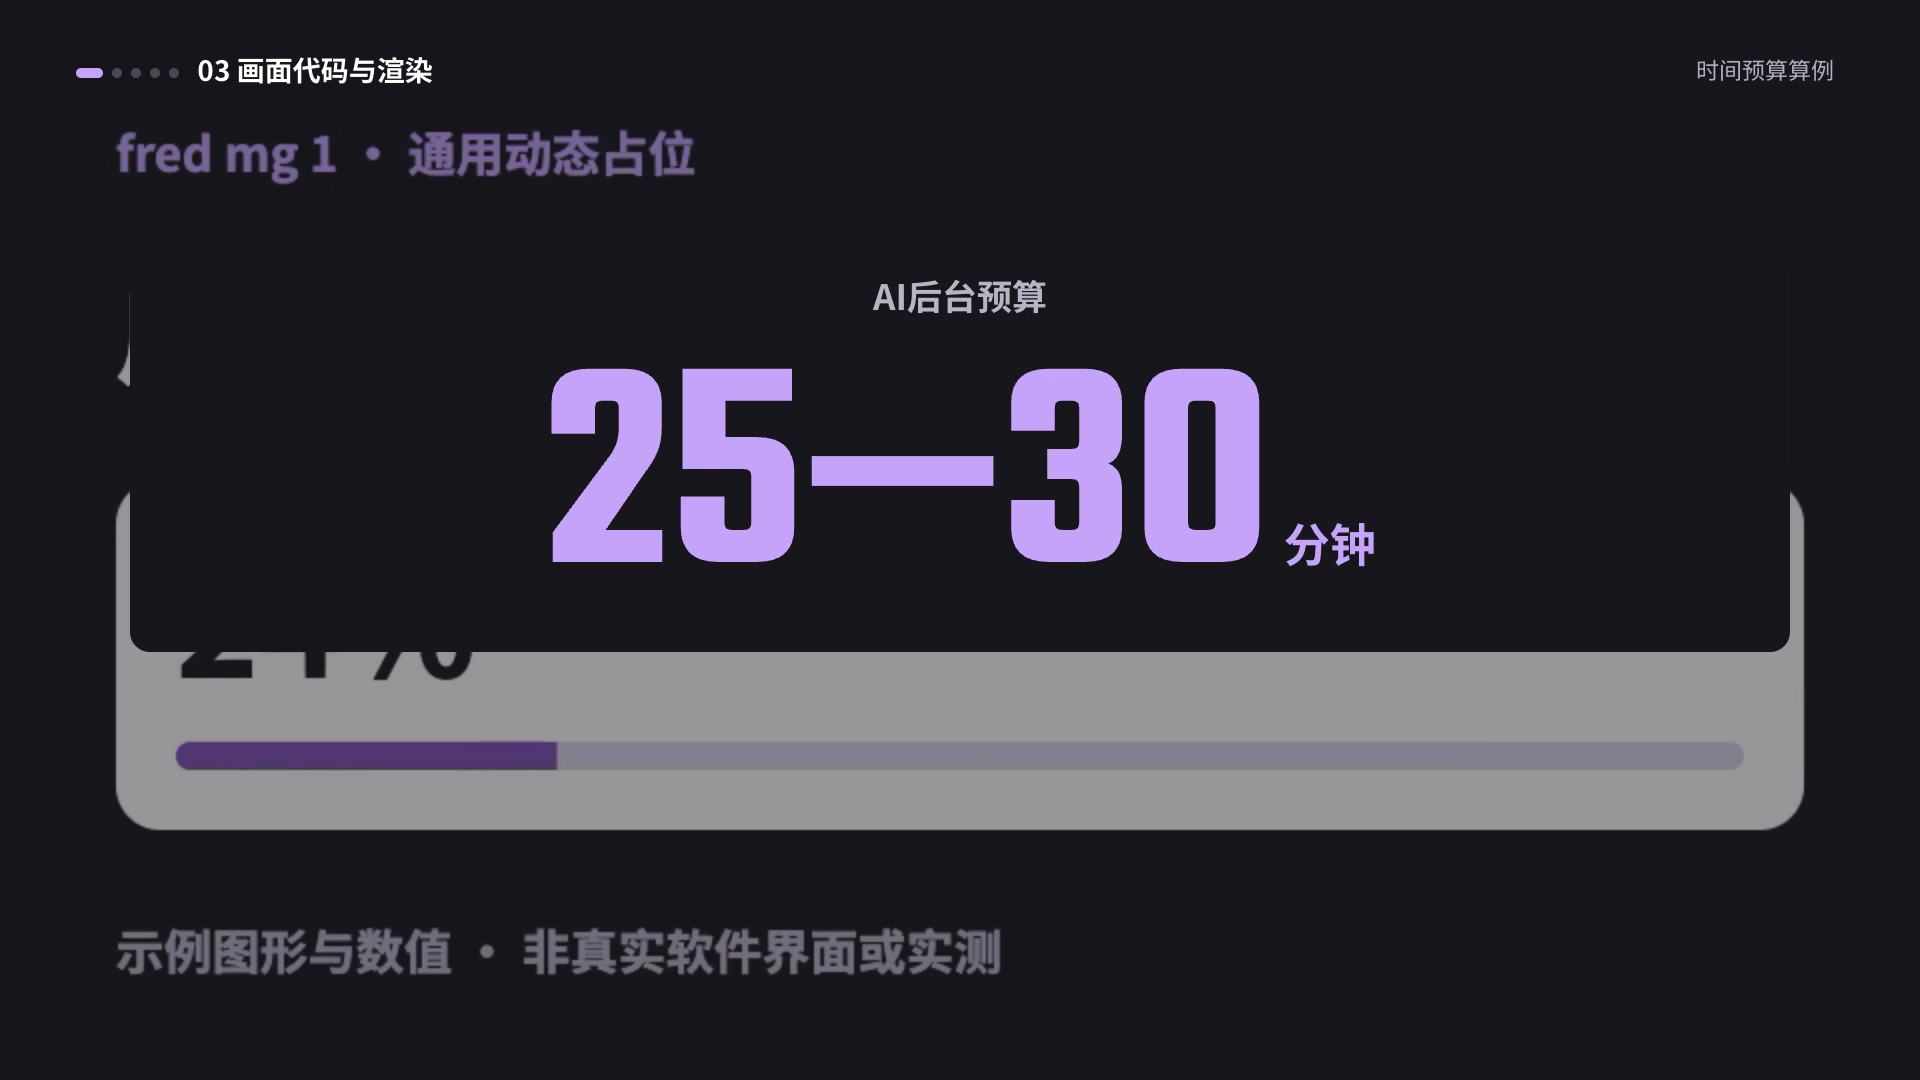 03 画面代码与渲染
时间预算算例
fred mg 1 • 通用动态占位
AI后台预算
25—30 分钟
示例图形与数值 • 非真实软件界面或实测